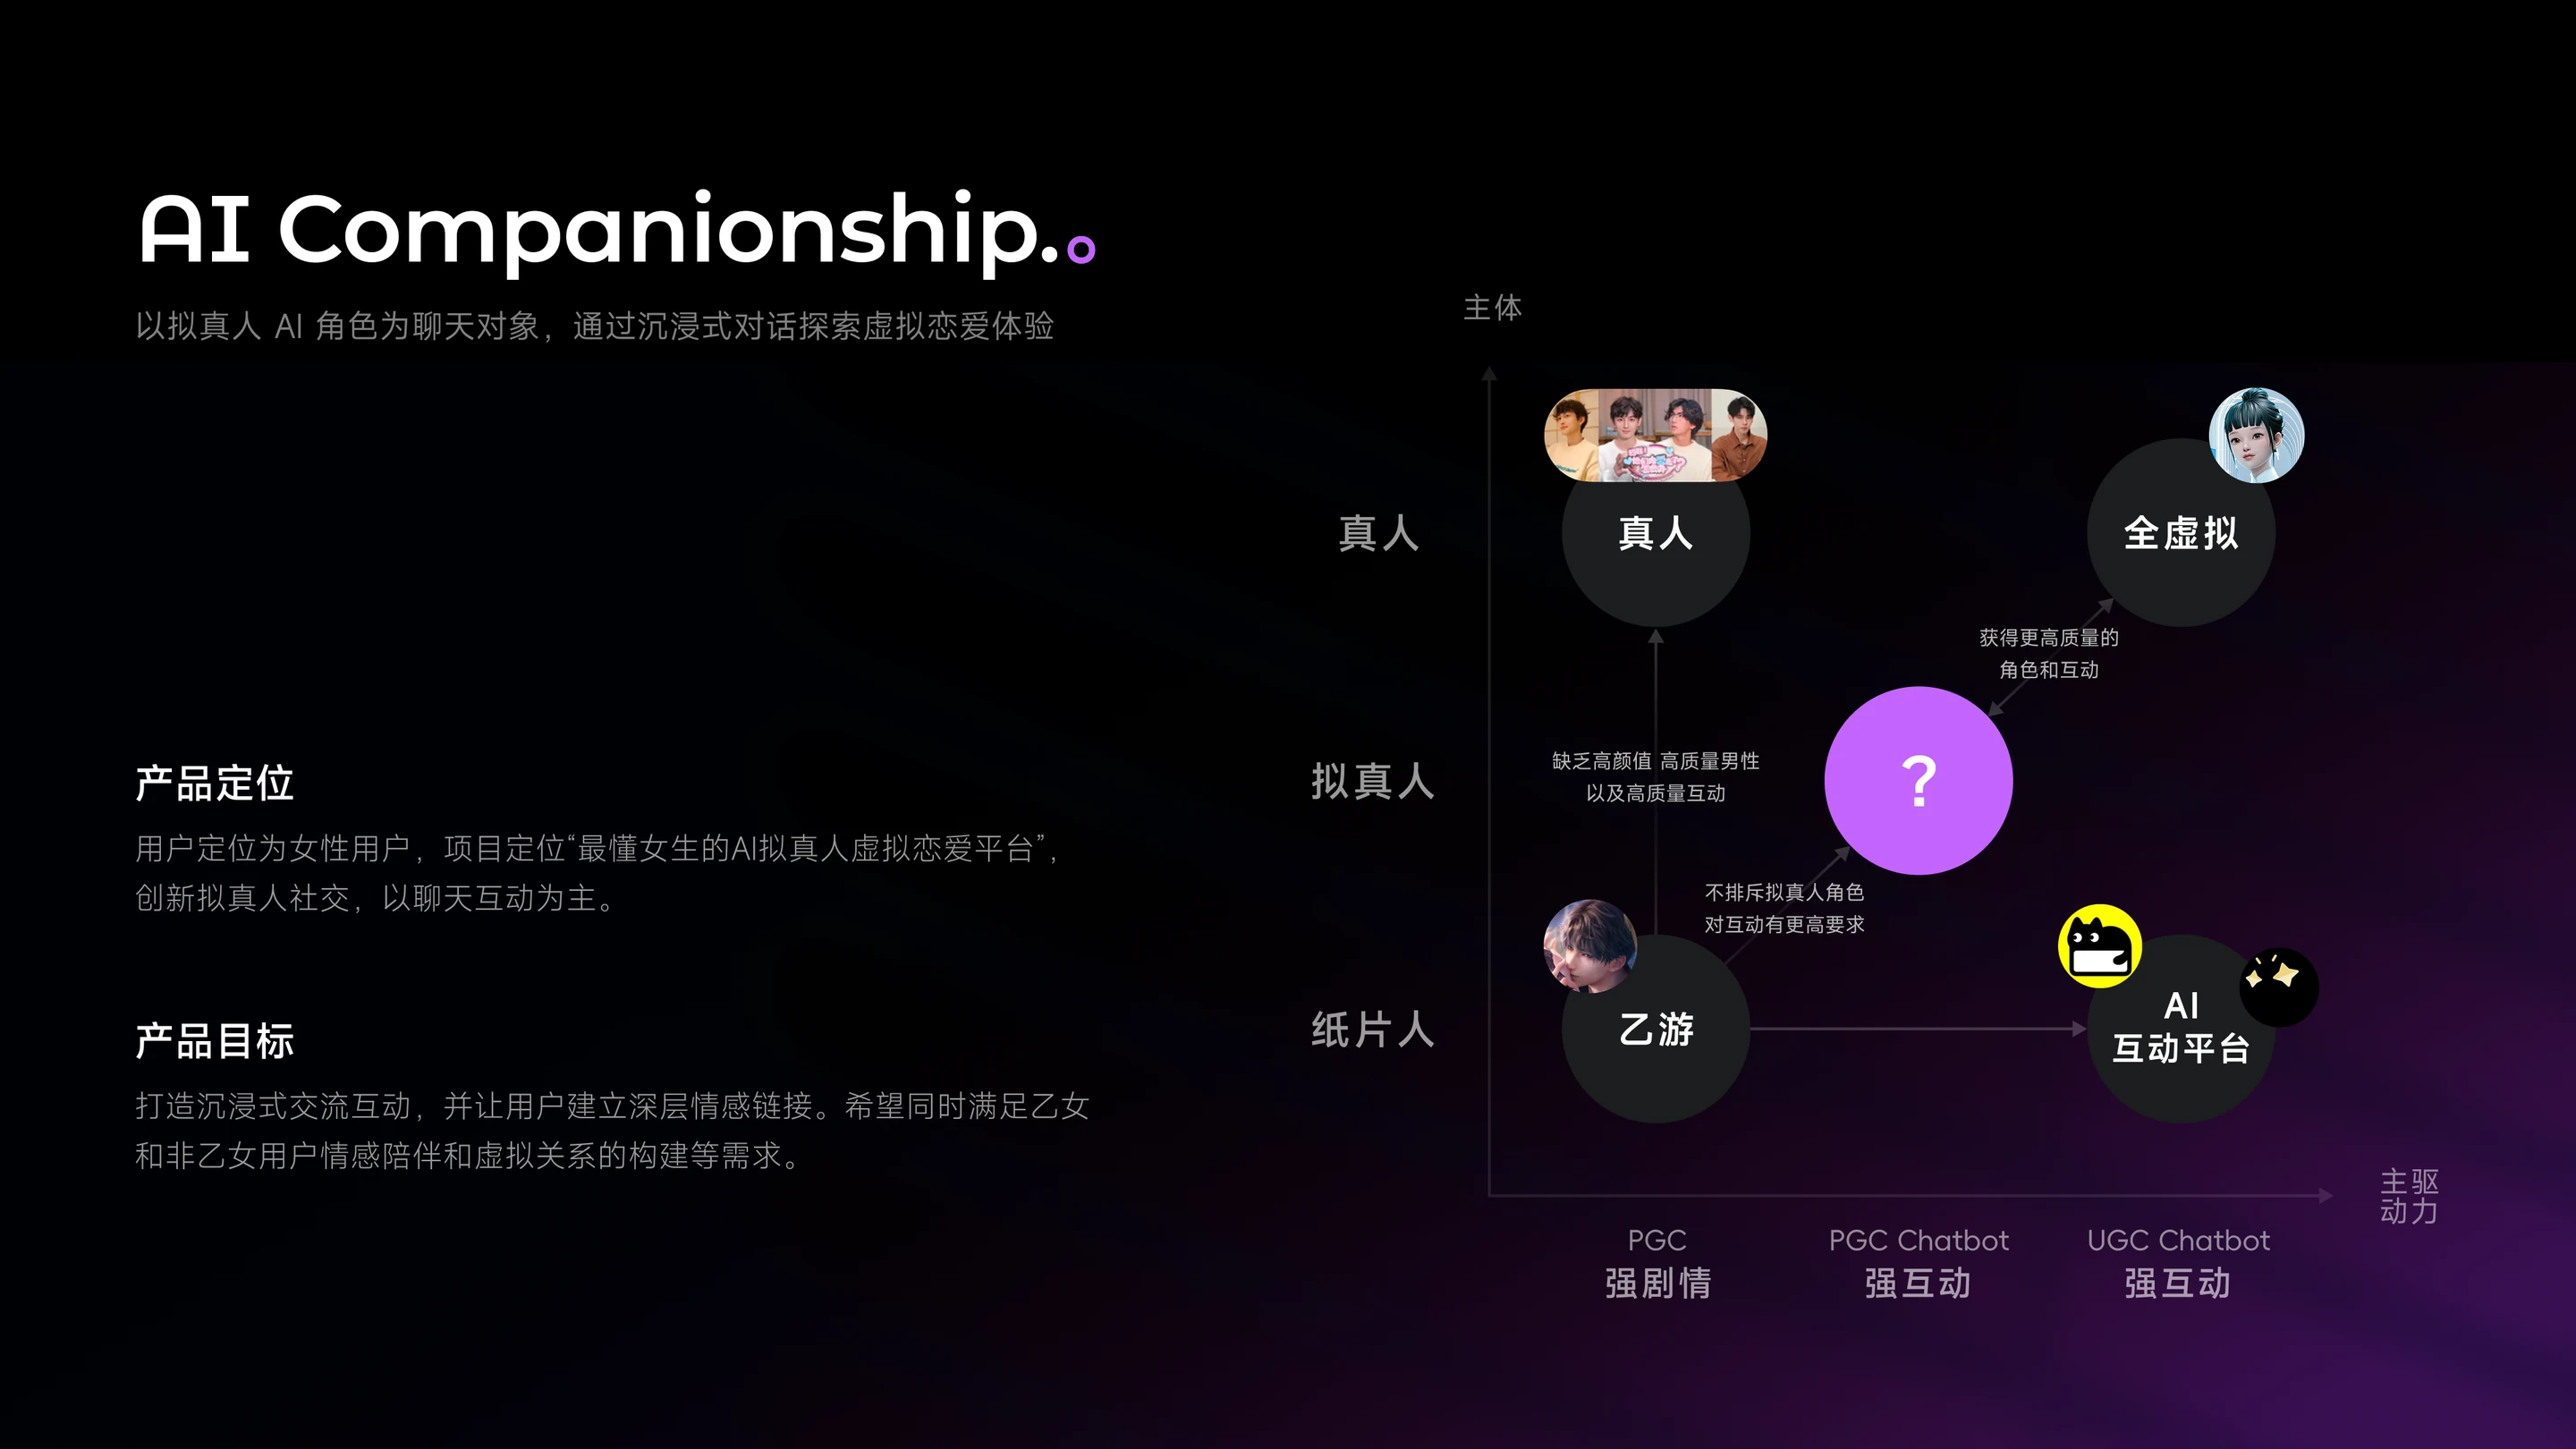 AI Companionship.
以拟真人 AI 角色为聊天对象，通过沉浸式对话探索虚拟恋爱体验
产品定位
用户定位为女性用户，项目定位“最懂女生的AI拟真人虚拟恋爱平台”，
创新拟真人社交，以聊天互动为主。
产品目标
打造沉浸式交流互动，并让用户建立深层情感链接。希望同时满足乙女
和非乙女用户情感陪伴和虚拟关系的构建等需求。
主体
真人
拟真人
纸片人
真人
全虚拟
获得更高质量的
角色和互动
缺乏高颜值 高质量男性
以及高质量互动
?
不排斥拟真人角色
对互动有更高要求
乙游
AI
互动平台
主驱
动力
PGC
强剧情
PGC Chatbot
强互动
UGC Chatbot
强互动